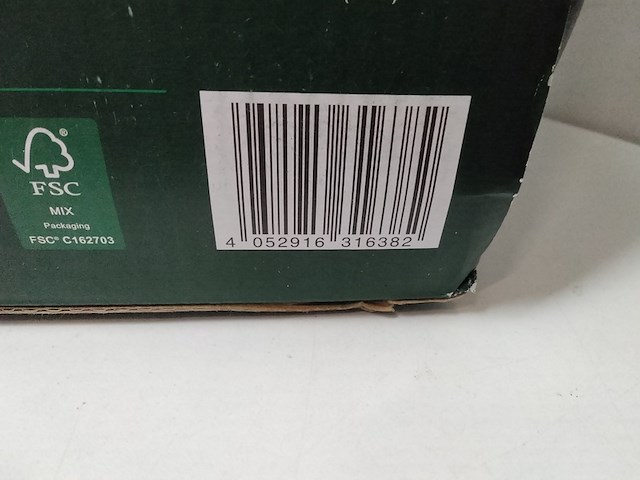 ®
FSC
MIX
Packaging
FSC® C162703
4 052916 316382